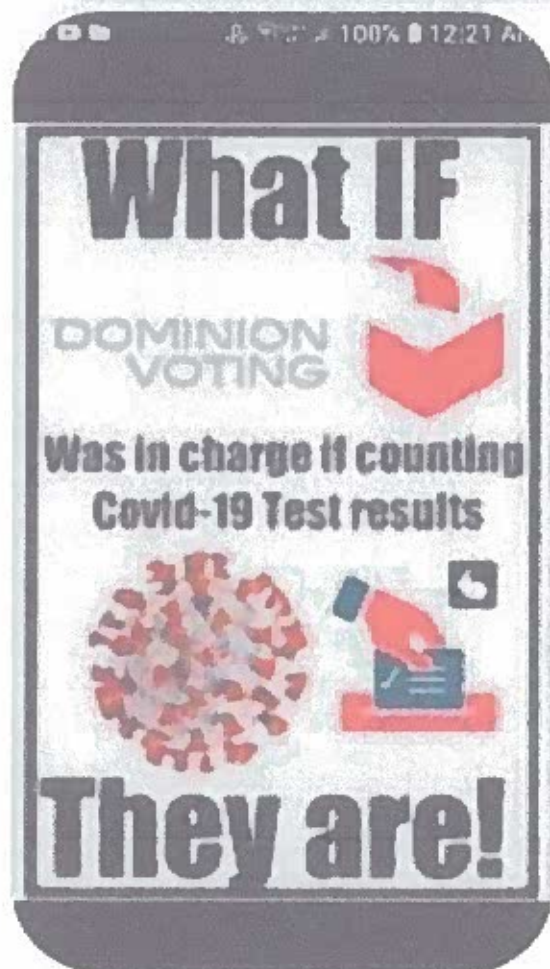 100% 12:21 A
What IF
DOMINION
VOTING
Was in charge if counting
Covid-19 Test results
They are!